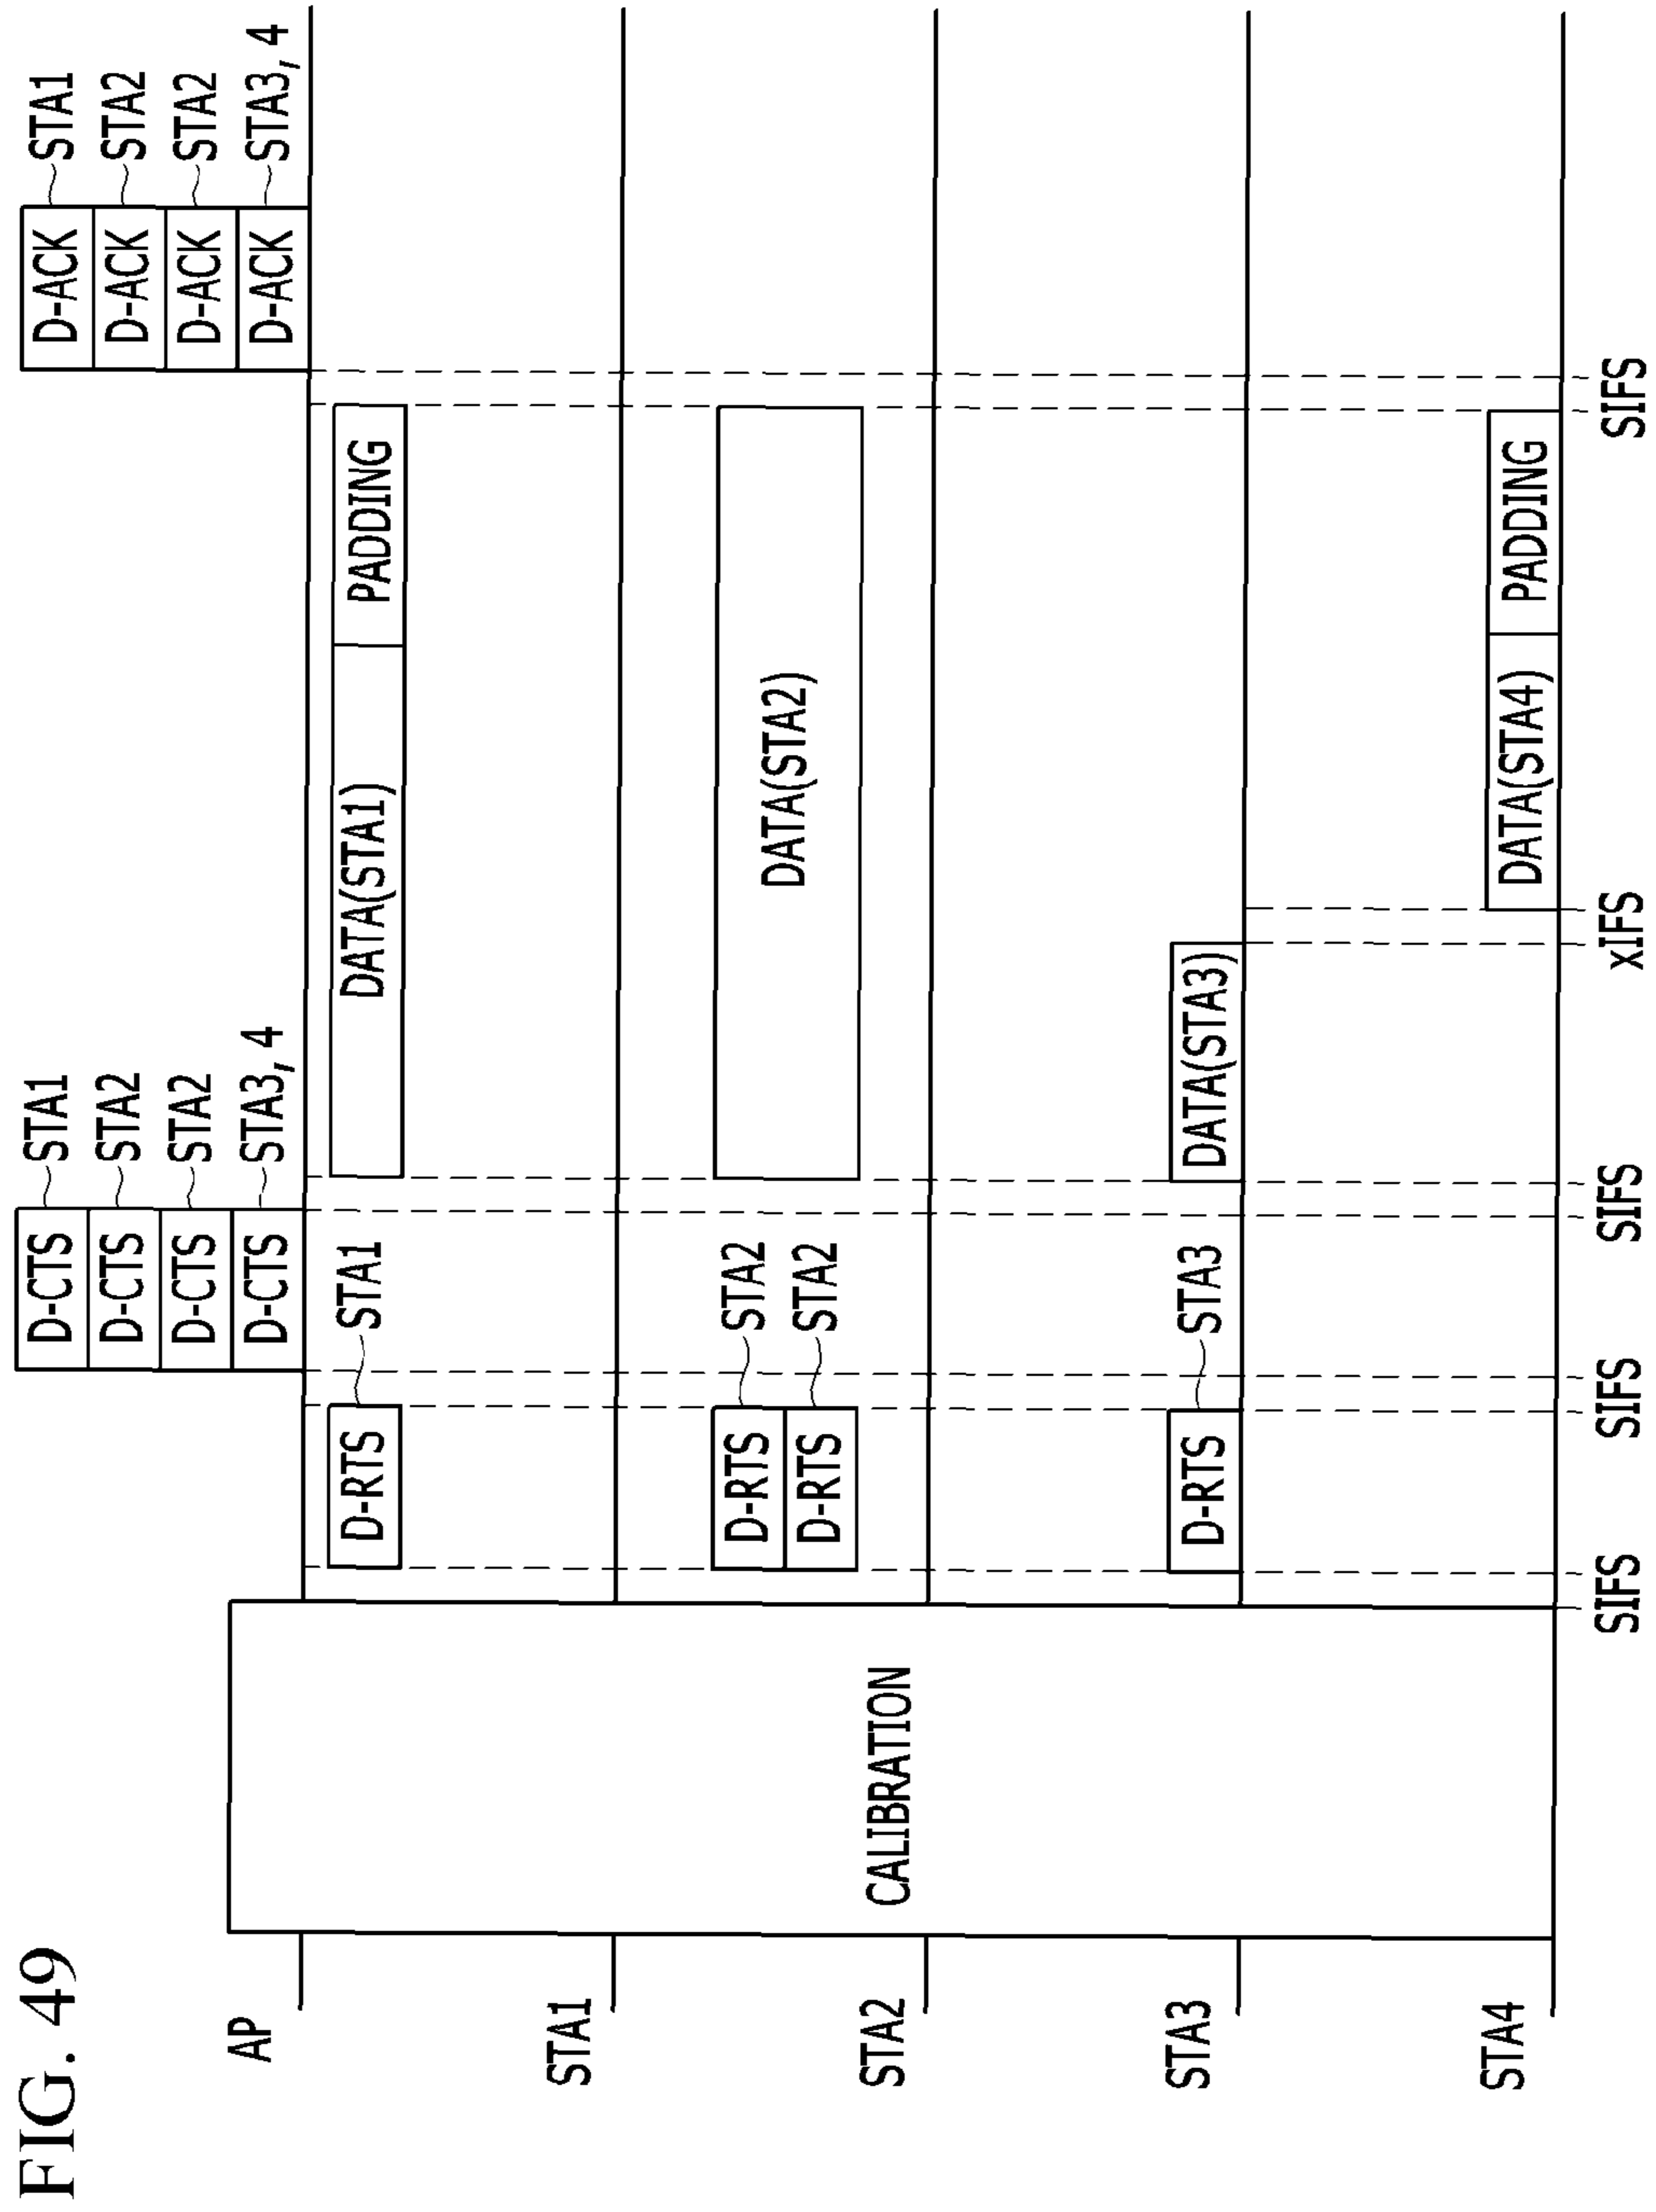 FIG. 49
D-CTS
STA1
D-CTS
STA2
D-CTS
STA2
D-CTS
STA3, 4
D-ACK
STA1
D-ACK
STA2
D-ACK
STA2
D-ACK
STA3, 4
AP
CALIBRATION
D-RTS
STA1
DATA(STA1)
PADDING
STA1
D-RTS
STA2
D-RTS
STA2
DATA(STA2)
STA2
D-RTS
STA3
DATA(STA3)
STA3
DATA(STA4)
PADDING
STA4
SIFS
SIFS
SIFS
xIFS
SIFS